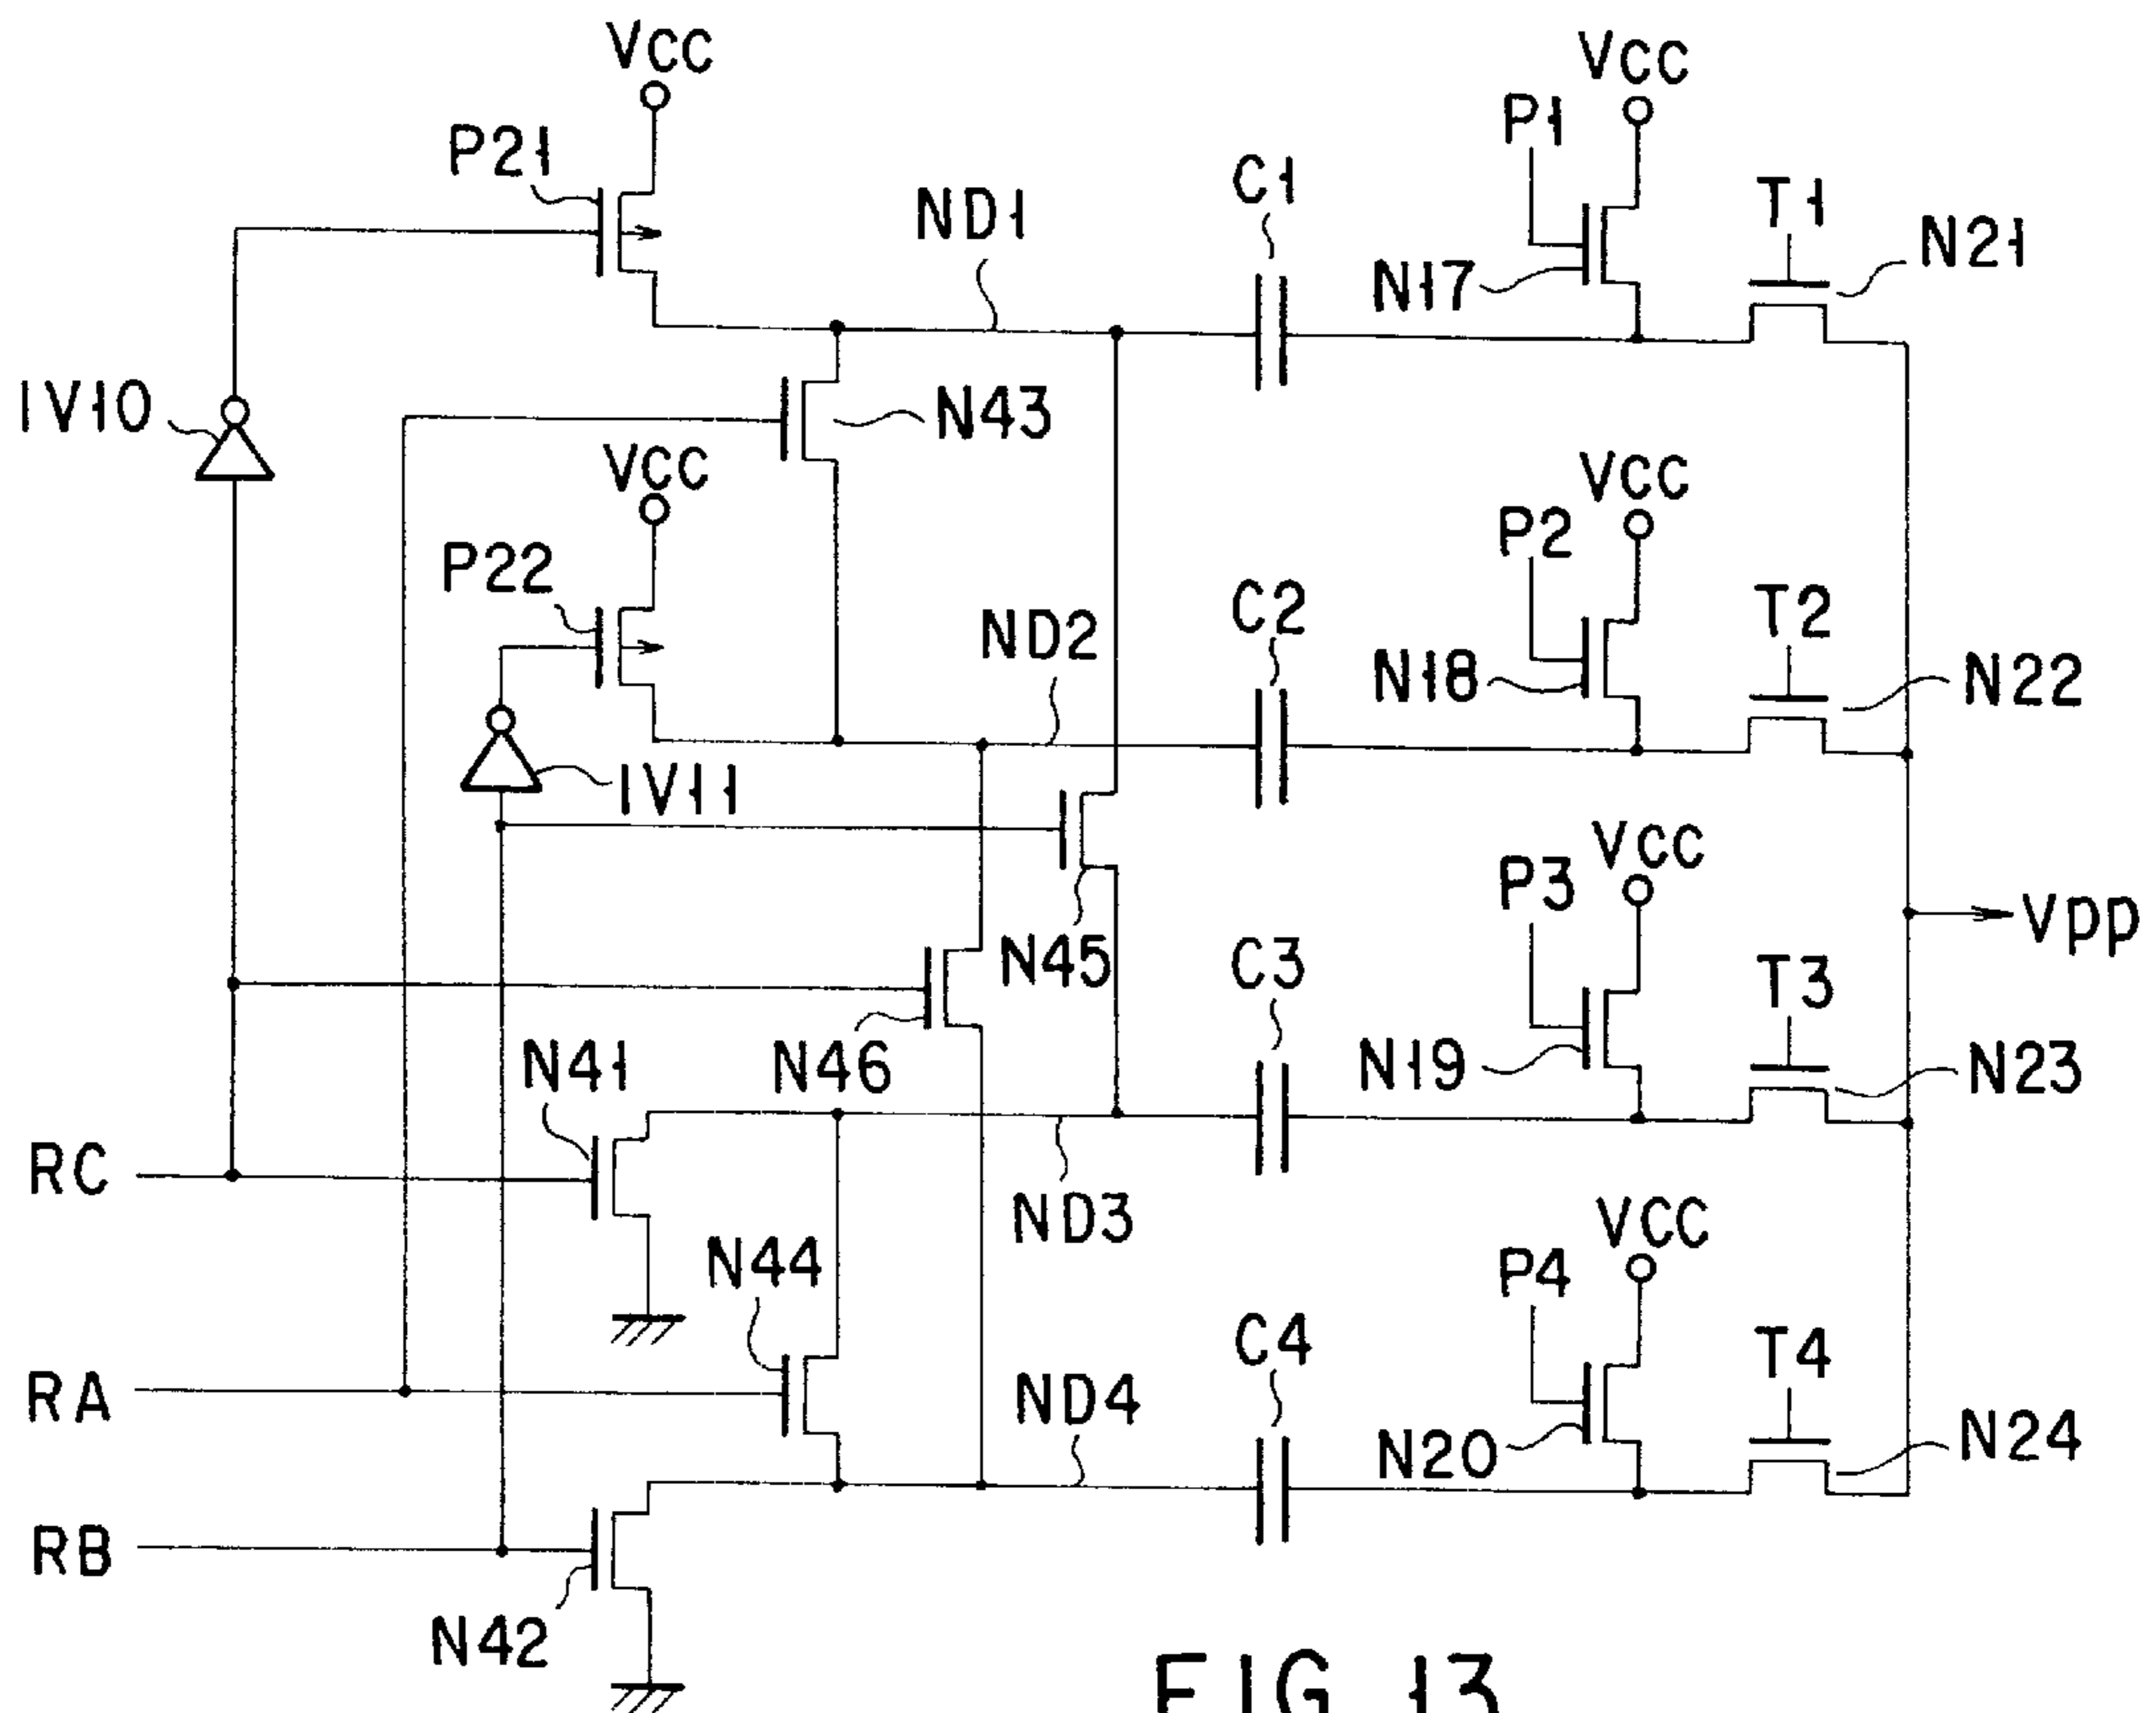 VCC
VCC
P21
P1
C1
T1
ND1
N21
N17
IV10
N43
VCC
VCC
P2
P22
C2
T2
ND2
N18
N22
IV11
VCC
P3
N45
C3
Vpp
T3
N41
N46
N19
N23
RC
ND3
VCC
N44
P4
C4
T4
RA
ND4
N20
N24
RB
N42
FIG. 13